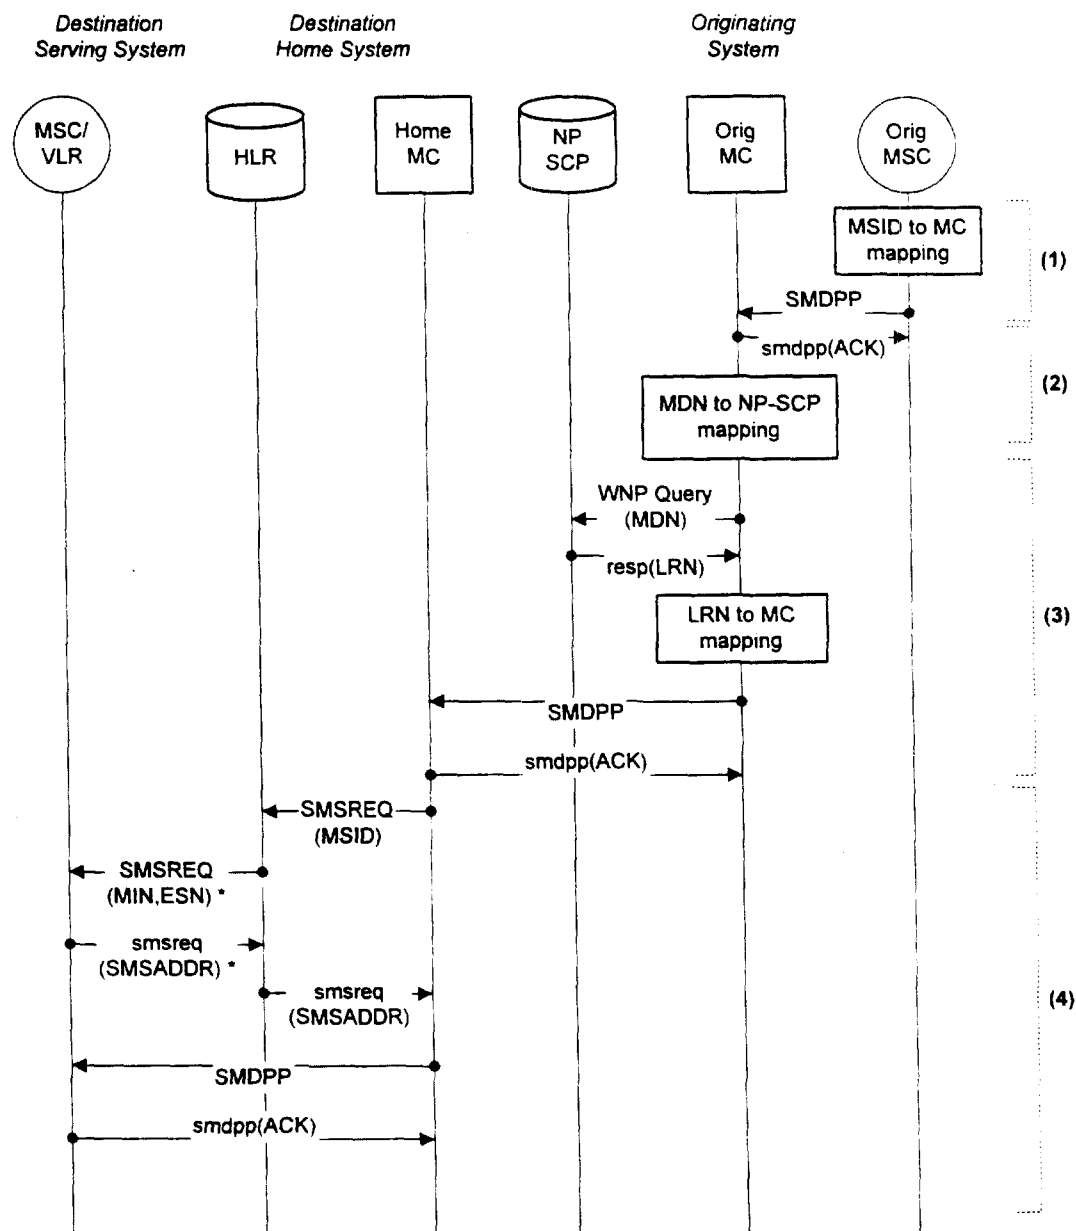 Destination
Serving System
Destination
Home System
Originating
System
MSC/
VLR
HLR
Home
MC
NP
SCP
Orig
MC
Orig
MSC
MSID to MC
mapping
(1)
SMDPP
smdpp(ACK)
(2)
MDN to NP-SCP
mapping
WNP Query
(MDN)
resp(LRN)
LRN to MC
mapping
(3)
SMDPP
smdpp(ACK)
SMSREQ
(MSID)
SMSREQ
(MIN,ESN) *
smsreq
(SMSADDR) *
smsreq
(SMSADDR)
(4)
SMDPP
smdpp(ACK)